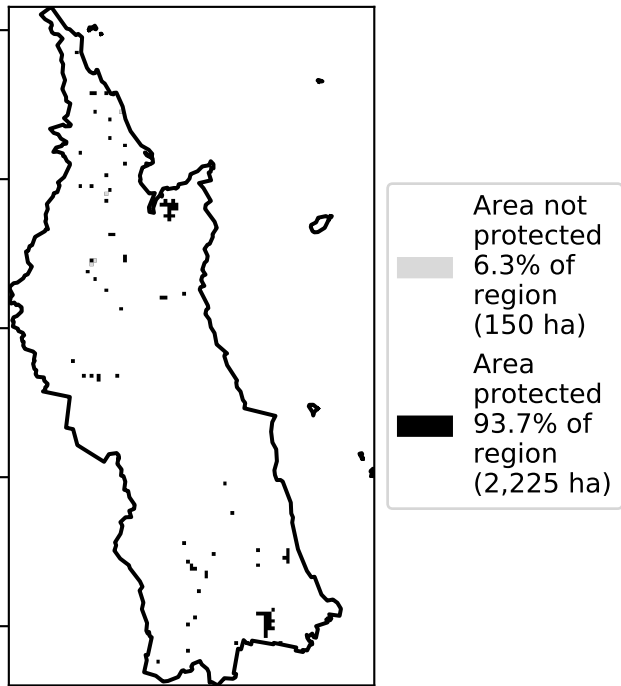 Area not
protected
6.3% of
region
(150 ha)
Area
protected
93.7% of
region
(2,225 ha)